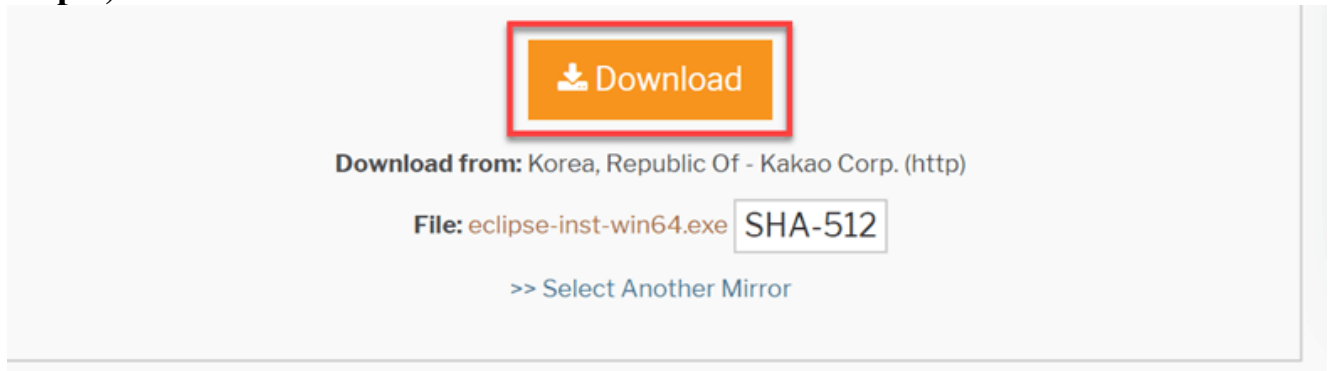 Download
Download from: Korea, Republic Of - Kakao Corp. (http)
File: eclipse-inst-win64.exe SHA-512
>> Select Another Mirror